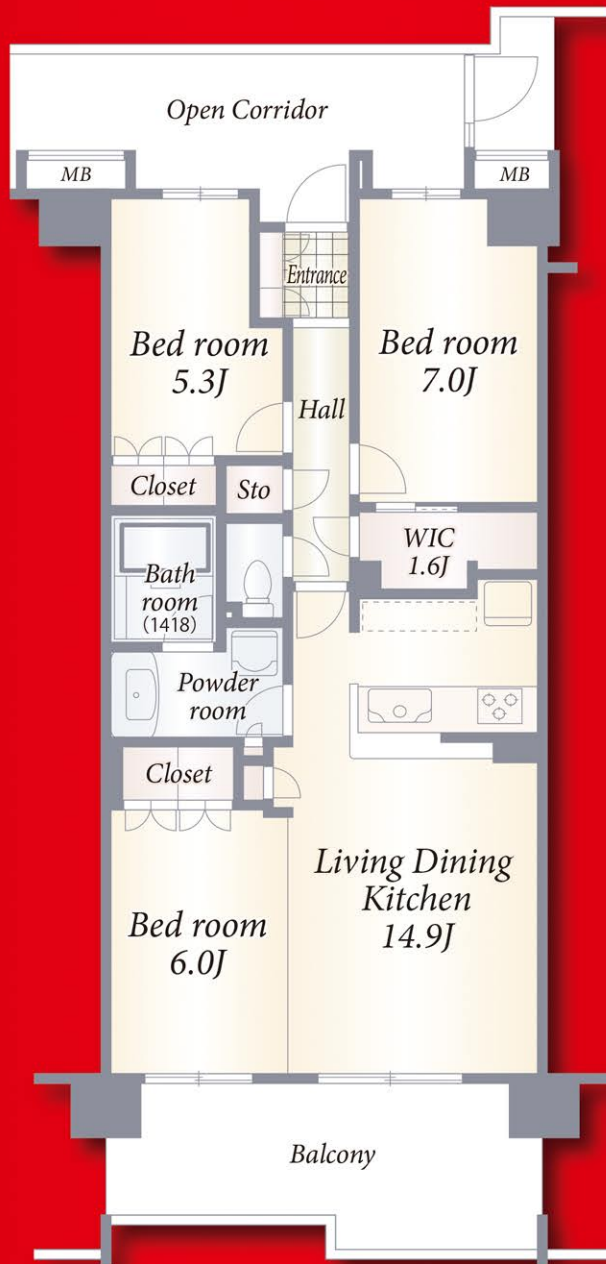 Open Corridor
MB
MB
Entrance
Bed room
5.3J
Bed room
7.0J
Hall
Closet
Sto
WIC
1.6J
Bath
room
(1418)
Powder
room
Closet
Living Dining
Kitchen
14.9J
Bed room
6.0J
Balcony